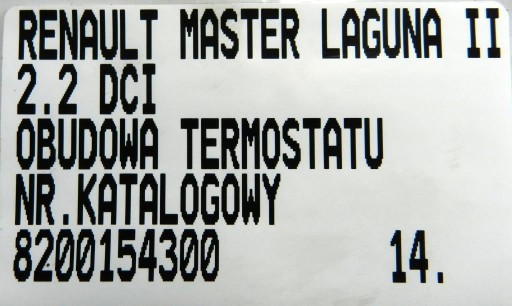 RENAULT MASTER LAGUNA II
2.2 DCI
OBUDOWA TERMOSTATU
NR.KATALOGOWY
8200154300 14.